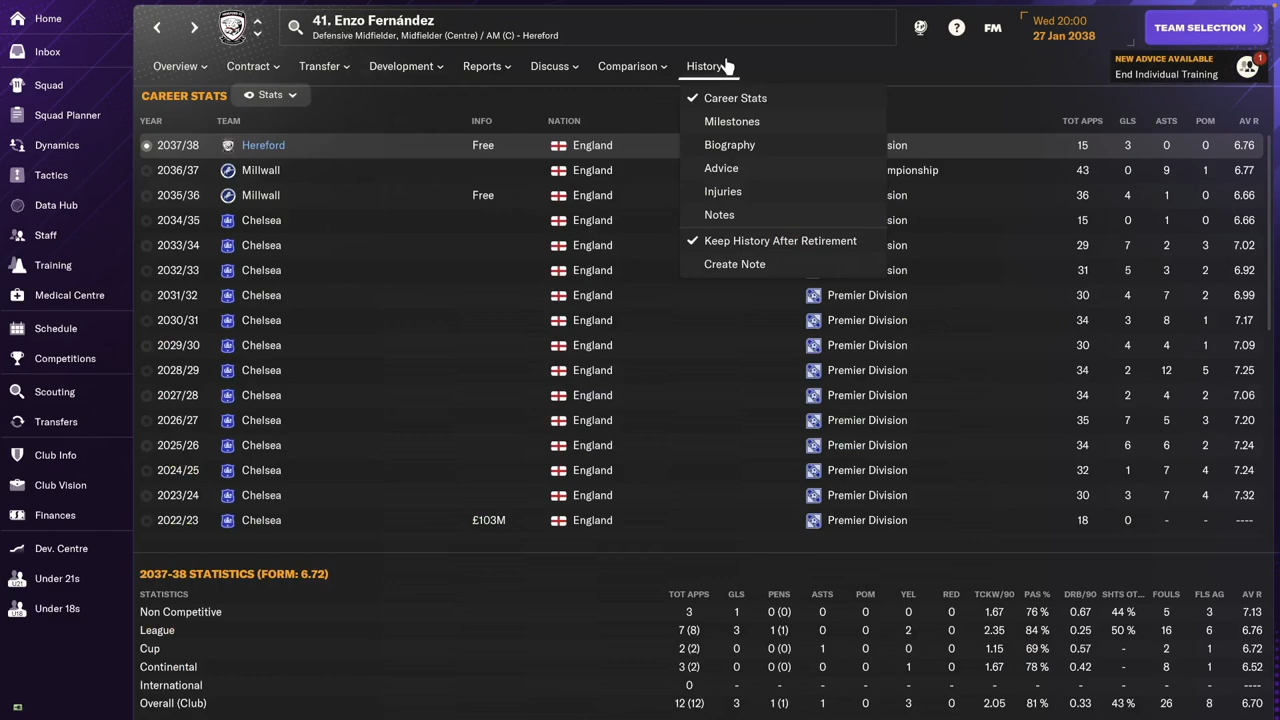 Home
Inbox
Squad
Squad Planner
Dynamics
Tactics
Data Hub
Staff
Training
Medical Centre
Schedule
Competitions
Scouting
Transfers
Club Info
Club Vision
Finances
Dev. Centre
Under 21s
Under 18s
41. Enzo Fernández
Defensive Midfielder, Midfielder (Centre) / AM (C) - Hereford
? FM
Wed 20:00
27 Jan 2038
TEAM SELECTION
Overview Contract Transfer Development Reports Discuss Comparison History
NEW ADVICE AVAILABLE
End Individual Training
1
CAREER STATS Stats
Career Stats
Milestones
Biography
Advice
Injuries
Notes
Keep History After Retirement
Create Note
YEAR TEAM INFO NATION TOT APPS GLS ASTS POM AV R
2037/38 Hereford Free England sion 15 3 0 0 6.76
2036/37 Millwall England mpionship 43 0 9 1 6.77
2035/36 Millwall Free England sion 36 4 1 0 6.66
2034/35 Chelsea England sion 15 0 1 0 6.66
2033/34 Chelsea England sion 29 7 2 3 7.02
2032/33 Chelsea England sion 31 5 3 2 6.92
2031/32 Chelsea England Premier Division 30 4 7 2 6.99
2030/31 Chelsea England Premier Division 34 3 8 1 7.17
2029/30 Chelsea England Premier Division 30 4 4 1 7.09
2028/29 Chelsea England Premier Division 34 2 12 5 7.25
2027/28 Chelsea England Premier Division 34 2 4 2 7.06
2026/27 Chelsea England Premier Division 35 7 5 3 7.20
2025/26 Chelsea England Premier Division 34 6 6 2 7.24
2024/25 Chelsea England Premier Division 32 1 7 4 7.24
2023/24 Chelsea England Premier Division 30 3 7 4 7.32
2022/23 Chelsea £103M England Premier Division 18 0 - - ----
2037-38 STATISTICS (FORM: 6.72)
STATISTICS TOT APPS GLS PENS ASTS POM YEL RED TCKW/90 PAS % DRB/90 SHTS OT... FOULS FLS AG AV R
Non Competitive 3 1 0 (0) 0 0 0 0 1.67 76 % 0.67 44 % 5 3 7.13
League 7 (8) 3 1 (1) 0 0 2 0 2.35 84 % 0.25 50 % 16 6 6.76
Cup 2 (2) 0 0 (0) 1 0 0 0 1.15 69 % 0.57 - 2 1 6.72
Continental 3 (2) 0 0 (0) 0 0 1 0 1.67 78 % 0.42 - 8 1 6.52
International 0 - - - - - - - - - - - - ----
Overall (Club) 12 (12) 3 1 (1) 1 0 3 0 2.05 81 % 0.33 43 % 26 8 6.70